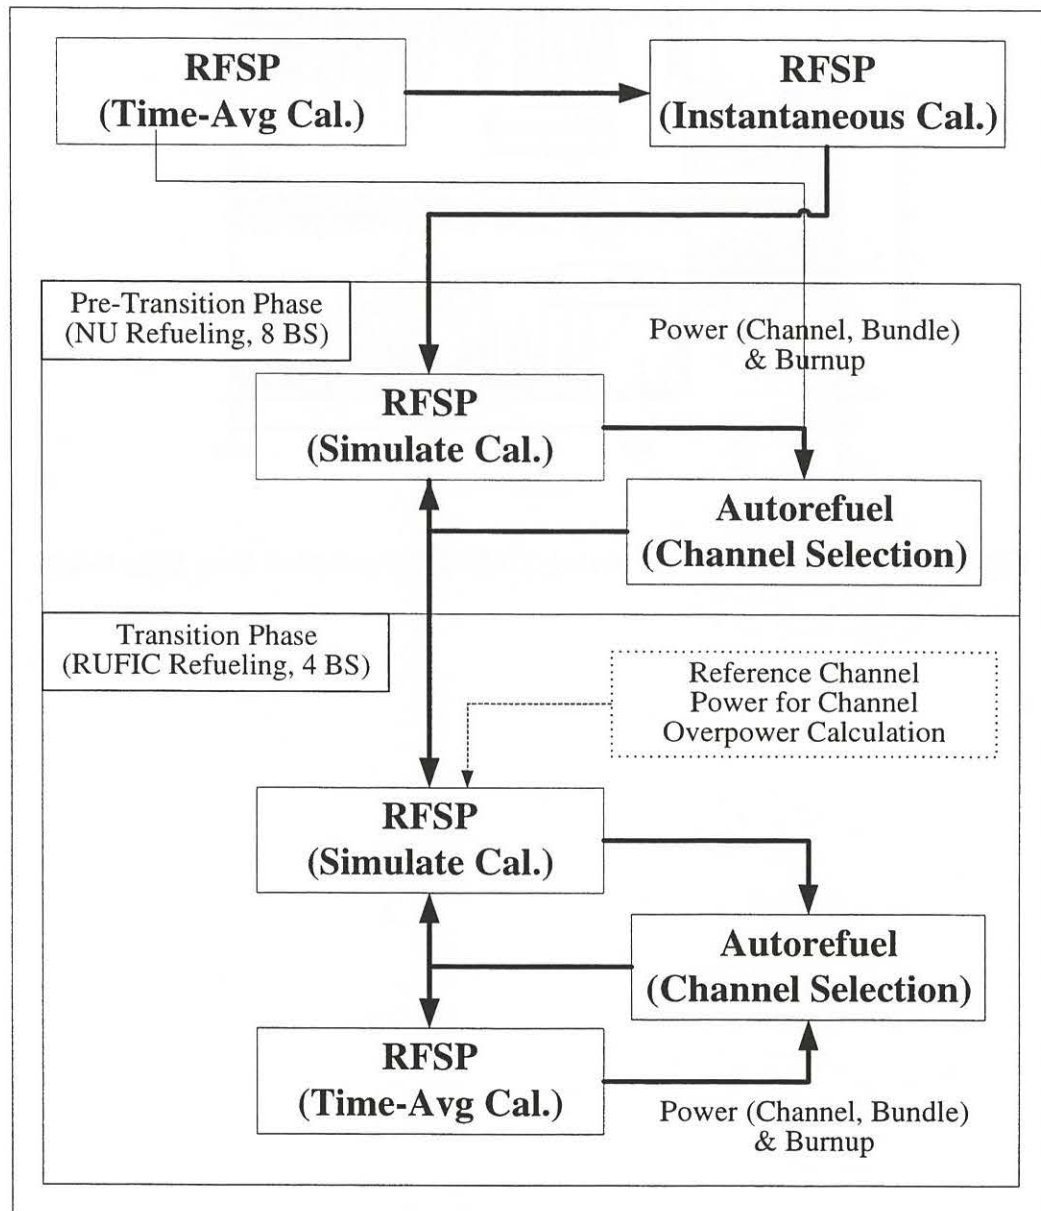 RFSP
(Time-Avg Cal.)
RFSP
(Instantaneous Cal.)
Pre-Transition Phase
(NU Refueling, 8 BS)
Power (Channel, Bundle)
& Burnup
RFSP
(Simulate Cal.)
Autorefuel
(Channel Selection)
Transition Phase
(RUFIC Refueling, 4 BS)
Reference Channel
Power for Channel
Overpower Calculation
RFSP
(Simulate Cal.)
Autorefuel
(Channel Selection)
RFSP
(Time-Avg Cal.)
Power (Channel, Bundle)
& Burnup